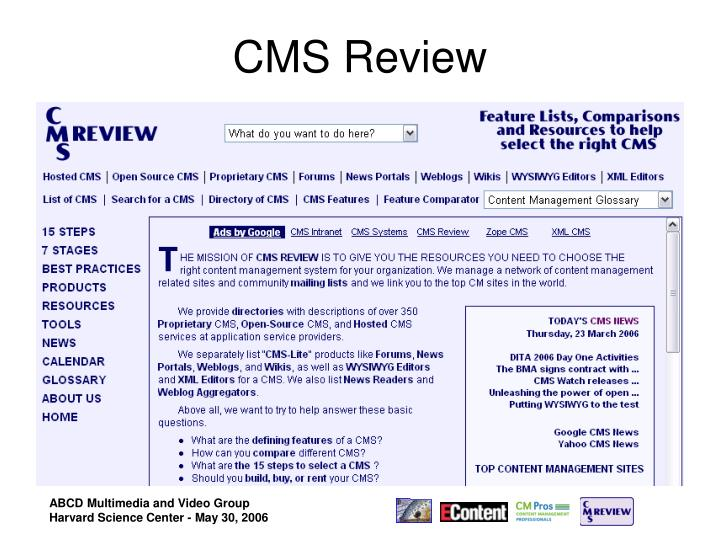 CMS Review
CMS REVIEW
What do you want to do here?
Feature Lists, Comparisons
and Resources to help
select the right CMS
Hosted CMS | Open Source CMS | Proprietary CMS | Forums | News Portals | Weblogs | Wikis | WYSIWYG Editors | XML Editors
List of CMS | Search for a CMS | Directory of CMS | CMS Features | Feature Comparator
Content Management Glossary
15 STEPS
7 STAGES
BEST PRACTICES
PRODUCTS
RESOURCES
TOOLS
NEWS
CALENDAR
GLOSSARY
ABOUT US
HOME
Ads by Google CMS Intranet CMS Systems CMS Review Zope CMS XML CMS
THE MISSION OF CMS REVIEW IS TO GIVE YOU THE RESOURCES YOU NEED TO CHOOSE THE
right content management system for your organization. We manage a network of content management
related sites and community mailing lists and we link you to the top CM sites in the world.
We provide directories with descriptions of over 350
Proprietary CMS, Open-Source CMS, and Hosted CMS
services at application service providers.
We separately list "CMS-Lite" products like Forums, News
Portals, Weblogs, and Wikis, as well as WYSIWYG Editors
and XML Editors for a CMS. We also list News Readers and
Weblog Aggregators.
Above all, we want to try to help answer these basic
questions.
• What are the defining features of a CMS?
• How can you compare different CMS?
• What are the 15 steps to select a CMS ?
• Should you build, buy, or rent your CMS?
TODAY'S CMS NEWS
Thursday, 23 March 2006
DITA 2006 Day One Activities
The BMA signs contract with ...
CMS Watch releases ...
Unleashing the power of open ...
Putting WYSIWYG to the test
Google CMS News
Yahoo CMS News
TOP CONTENT MANAGEMENT SITES
ABCD Multimedia and Video Group
Harvard Science Center - May 30, 2006
EContent
CM Pros
CONTENT MANAGEMENT
PROFESSIONALS
CMS REVIEW